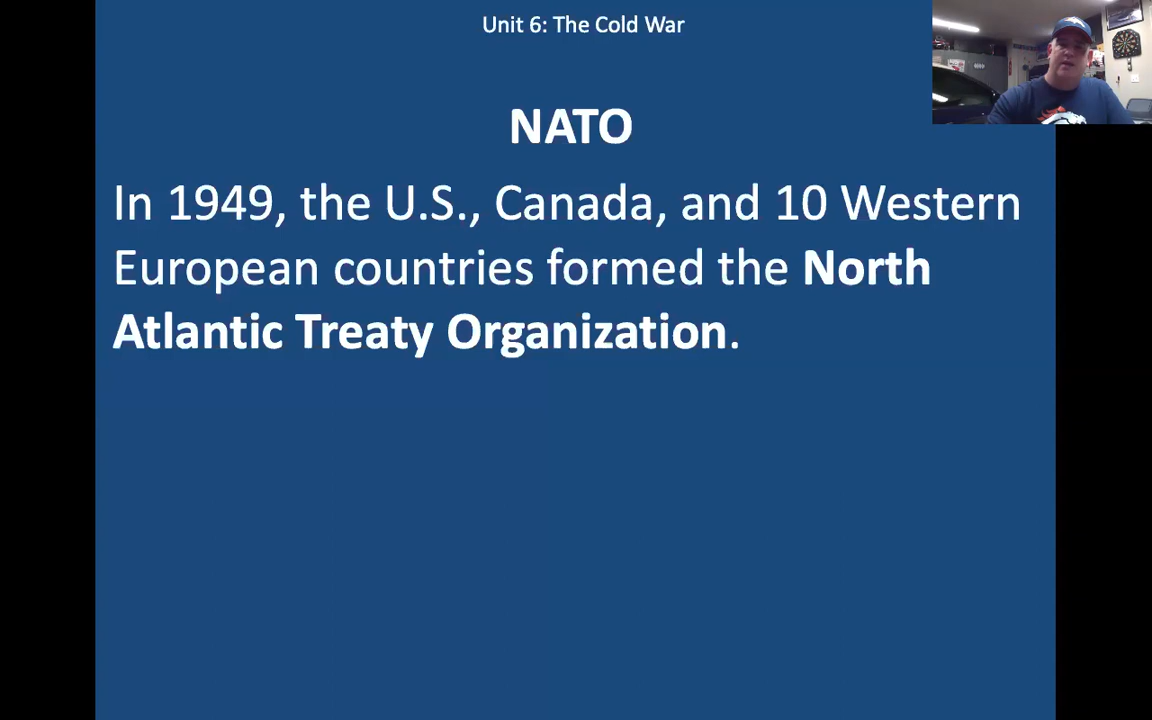 Unit 6: The Cold War
NATO
In 1949, the U.S., Canada, and 10 Western
European countries formed the North
Atlantic Treaty Organization.